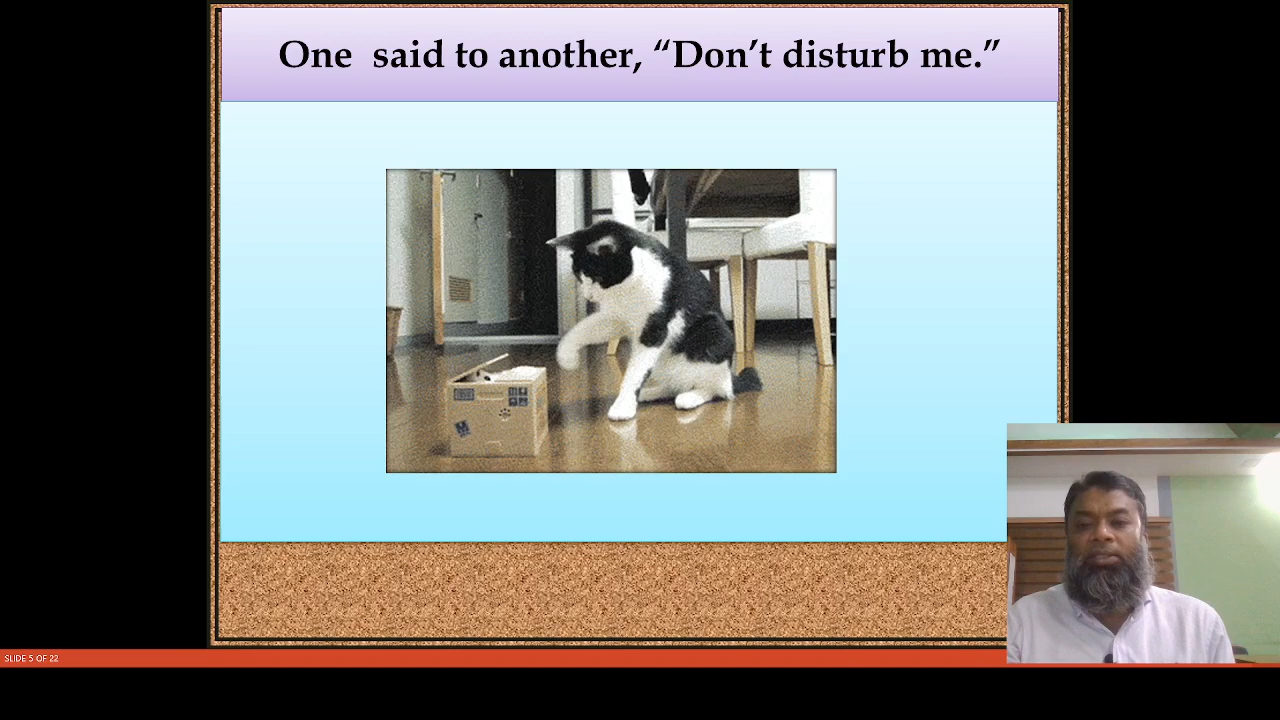 One  said to another, “Don’t disturb me.”
SLIDE 5 OF 22